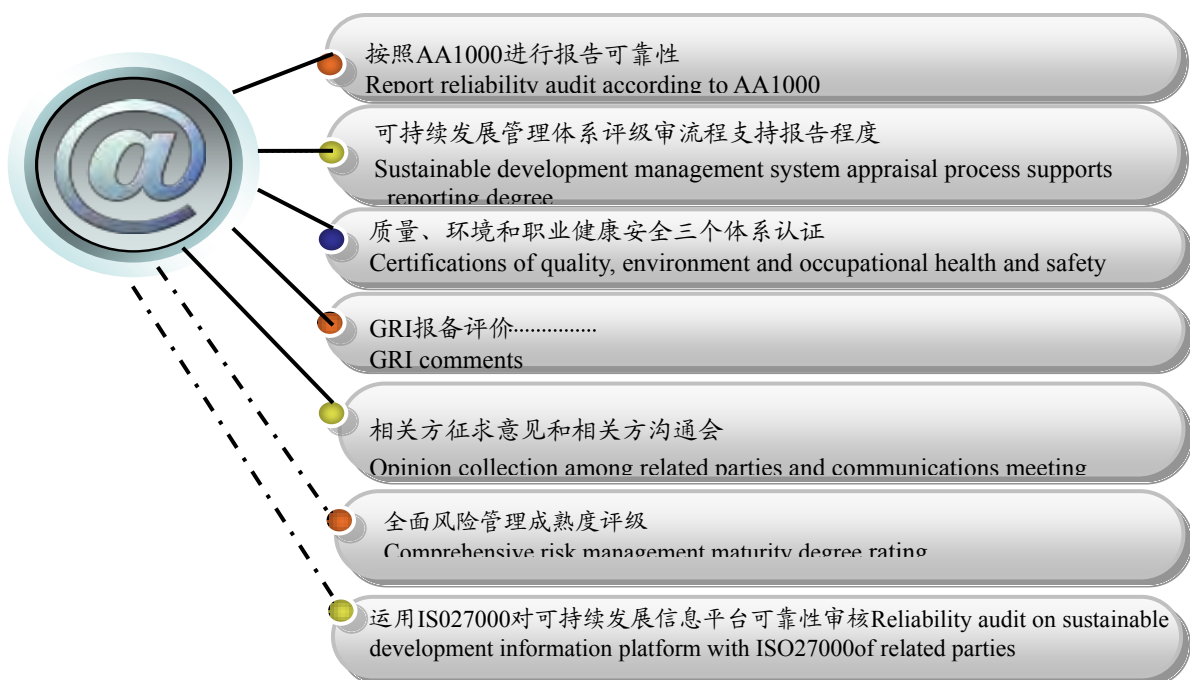 @
按照AA1000进行报告可靠性
Report reliability audit according to AA1000
可持续发展管理体系评级审流程支持报告程度
Sustainable development management system appraisal process supports
reporting degree
质量、环境和职业健康安全三个体系认证
Certifications of quality, environment and occupational health and safety
GRI报备评价...............
GRI comments
相关方征求意见和相关方沟通会
Opinion collection among related parties and communications meeting
全面风险管理成熟度评级
Comprehensive risk management maturity degree rating
运用IS027000对可持续发展信息平台可靠性审核Reliability audit on sustainable
development information platform with ISO27000of related parties